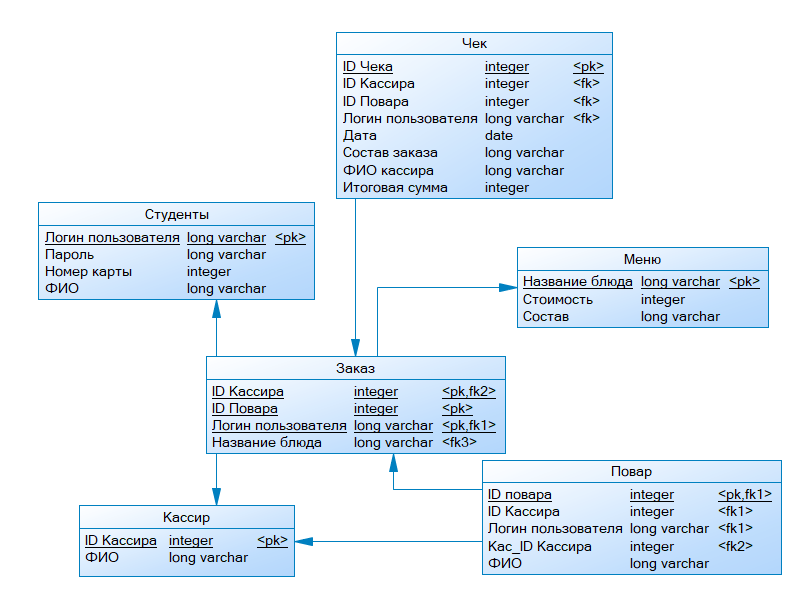 Чек
ID Чека integer <pk>
ID Кассира integer <fk>
ID Повара integer <fk>
Логин пользователя long varchar <fk>
Дата date
Состав заказа long varchar
ФИО кассира long varchar
Итоговая сумма integer
Студенты
Логин пользователя long varchar <pk>
Пароль long varchar
Номер карты integer
ФИО long varchar
Меню
Название блюда long varchar <pk>
Стоимость integer
Состав long varchar
Заказ
ID Кассира integer <pk,fk2>
ID Повара integer <pk>
Логин пользователя long varchar <pk,fk1>
Название блюда long varchar <fk3>
Повар
ID повара integer <pk,fk1>
ID Кассира integer <fk1>
Логин пользователя long varchar <fk1>
Кас_ID Кассира integer <fk2>
ФИО long varchar
Кассир
ID Кассира integer <pk>
ФИО long varchar